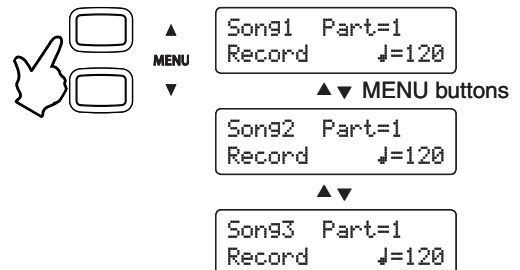 ▲
MENU
▼
Song1 Part=1
Record ♩=120
▲ ▼ MENU buttons
Song2 Part=1
Record ♩=120
▲ ▼
Song3 Part=1
Record ♩=120